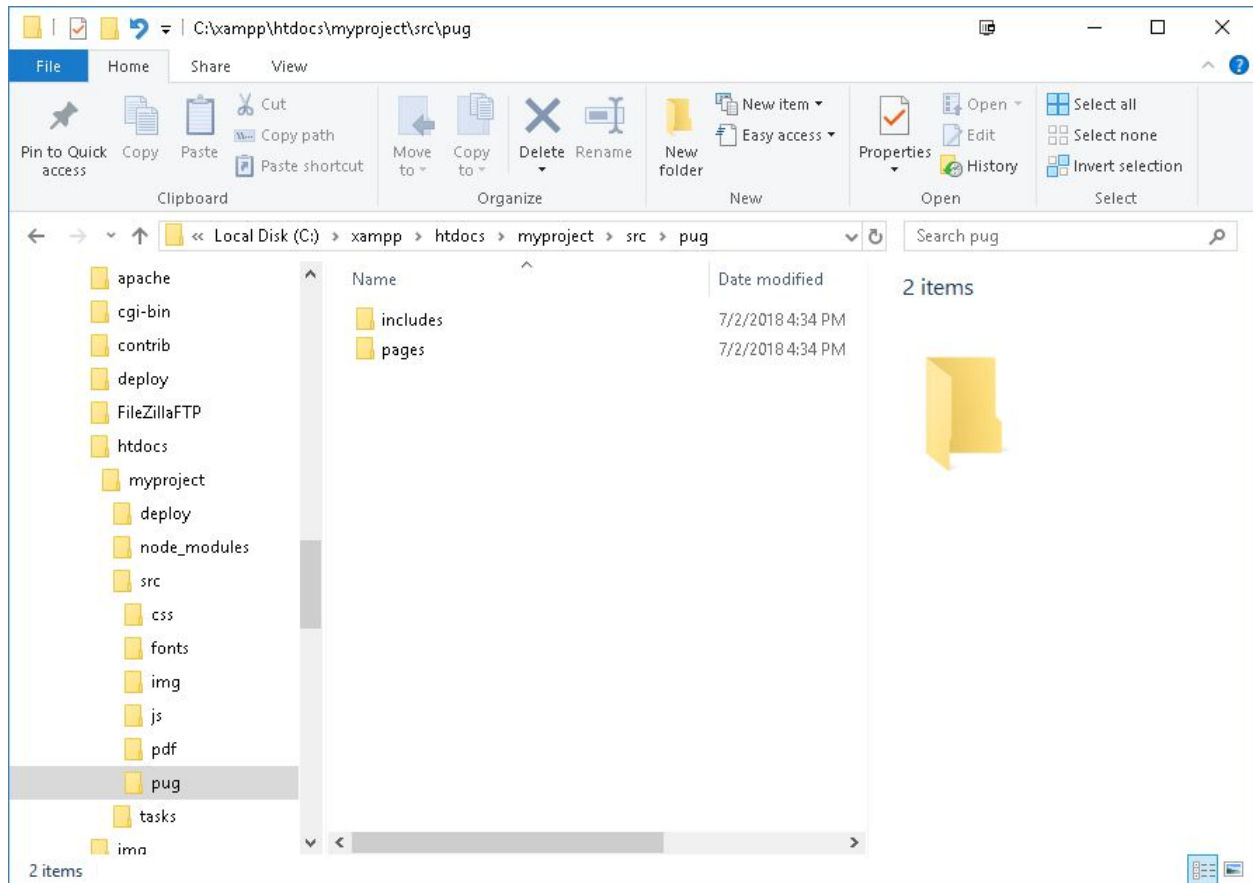 C:\xampp\htdocs\myproject\src\pug
File Home Share View
Pin to Quick access
Copy
Paste
Cut
Copy path
Paste shortcut
Move to
Copy to
Delete
Rename
New folder
New item
Easy access
Properties
Open
Edit
History
Select all
Select none
Invert selection
Clipboard Organize New Open Select
« Local Disk (C:) > xampp > htdocs > myproject > src > pug
Search pug
apache
cgi-bin
contrib
deploy
FileZillaFTP
htdocs
myproject
deploy
node_modules
src
css
fonts
img
js
pdf
pug
tasks
img
Name Date modified
includes 7/2/2018 4:34 PM
pages 7/2/2018 4:34 PM
2 items
2 items